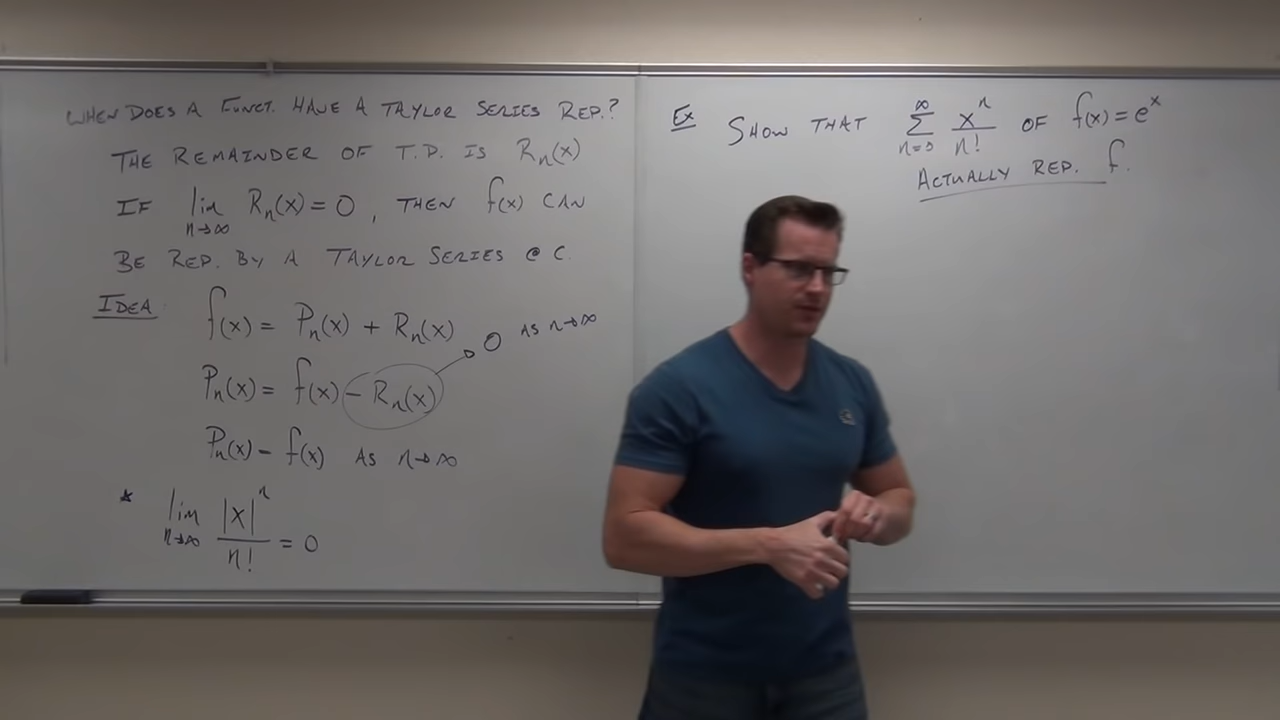 WHEN DOES A FUNCT. HAVE A TAYLOR SERIES REP.?
THE REMAINDER OF T.P. IS Rₙ(x)
IF lim n→∞ Rₙ(x) = 0, THEN f(x) CAN
BE REP. BY A TAYLOR SERIES @ C.
IDEA f(x) = Pₙ(x) + Rₙ(x)
0 AS n→∞
Pₙ(x) = f(x) - Rₙ(x)
Pₙ(x) - f(x) AS n→∞
* lim n→∞ |x|ⁿ / n! = 0
Ex SHOW THAT ∑ n=0 ∞ xⁿ / n! OF f(x) = eˣ
ACTUALLY REP. f.